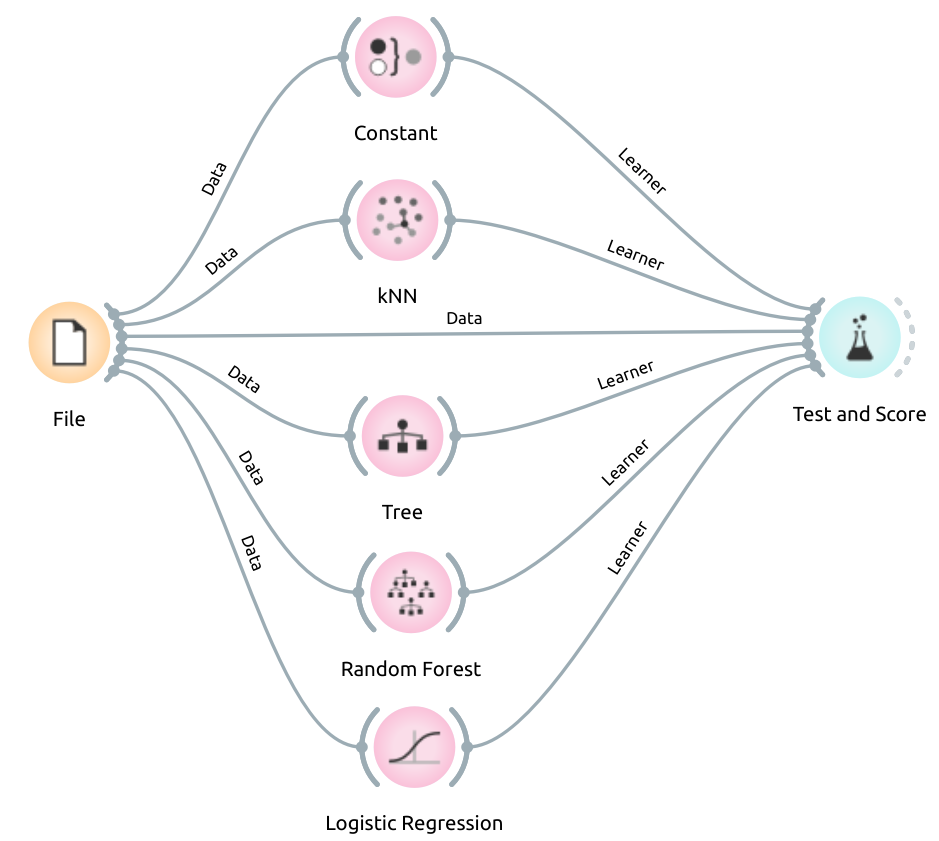 Constant
Data
Learner
kNN
Data
Learner
File
Data
Test and Score
Data
Tree
Learner
Data
Random Forest
Learner
Data
Logistic Regression
Learner